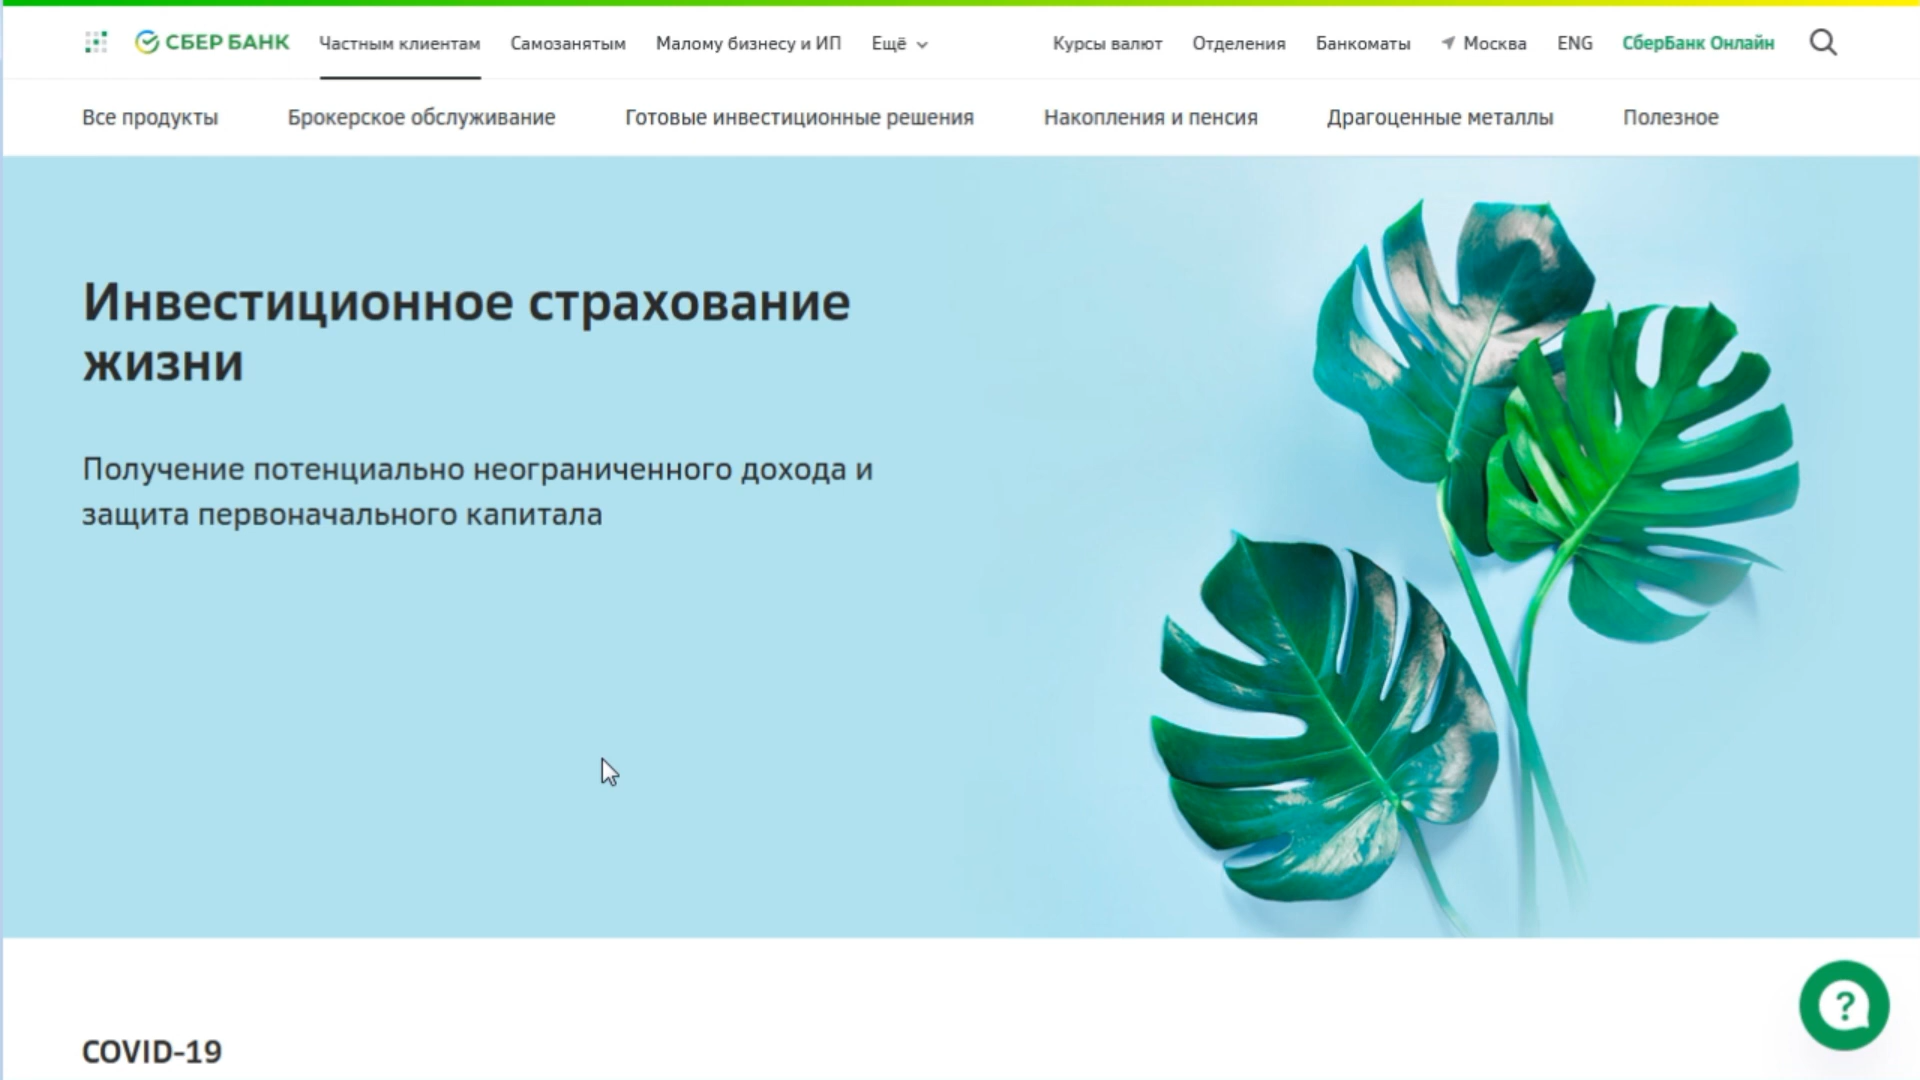 СБЕР БАНК Частным клиентам Самозанятым Малому бизнесу и ИП Ещё Курсы валют Отделения Банкоматы Москва ENG СберБанк Онлайн
Все продукты Брокерское обслуживание Готовые инвестиционные решения Накопления и пенсия Драгоценные металлы Полезное
Инвестиционное страхование
жизни
Получение потенциально неограниченного дохода и
защита первоначального капитала
?
COVID-19